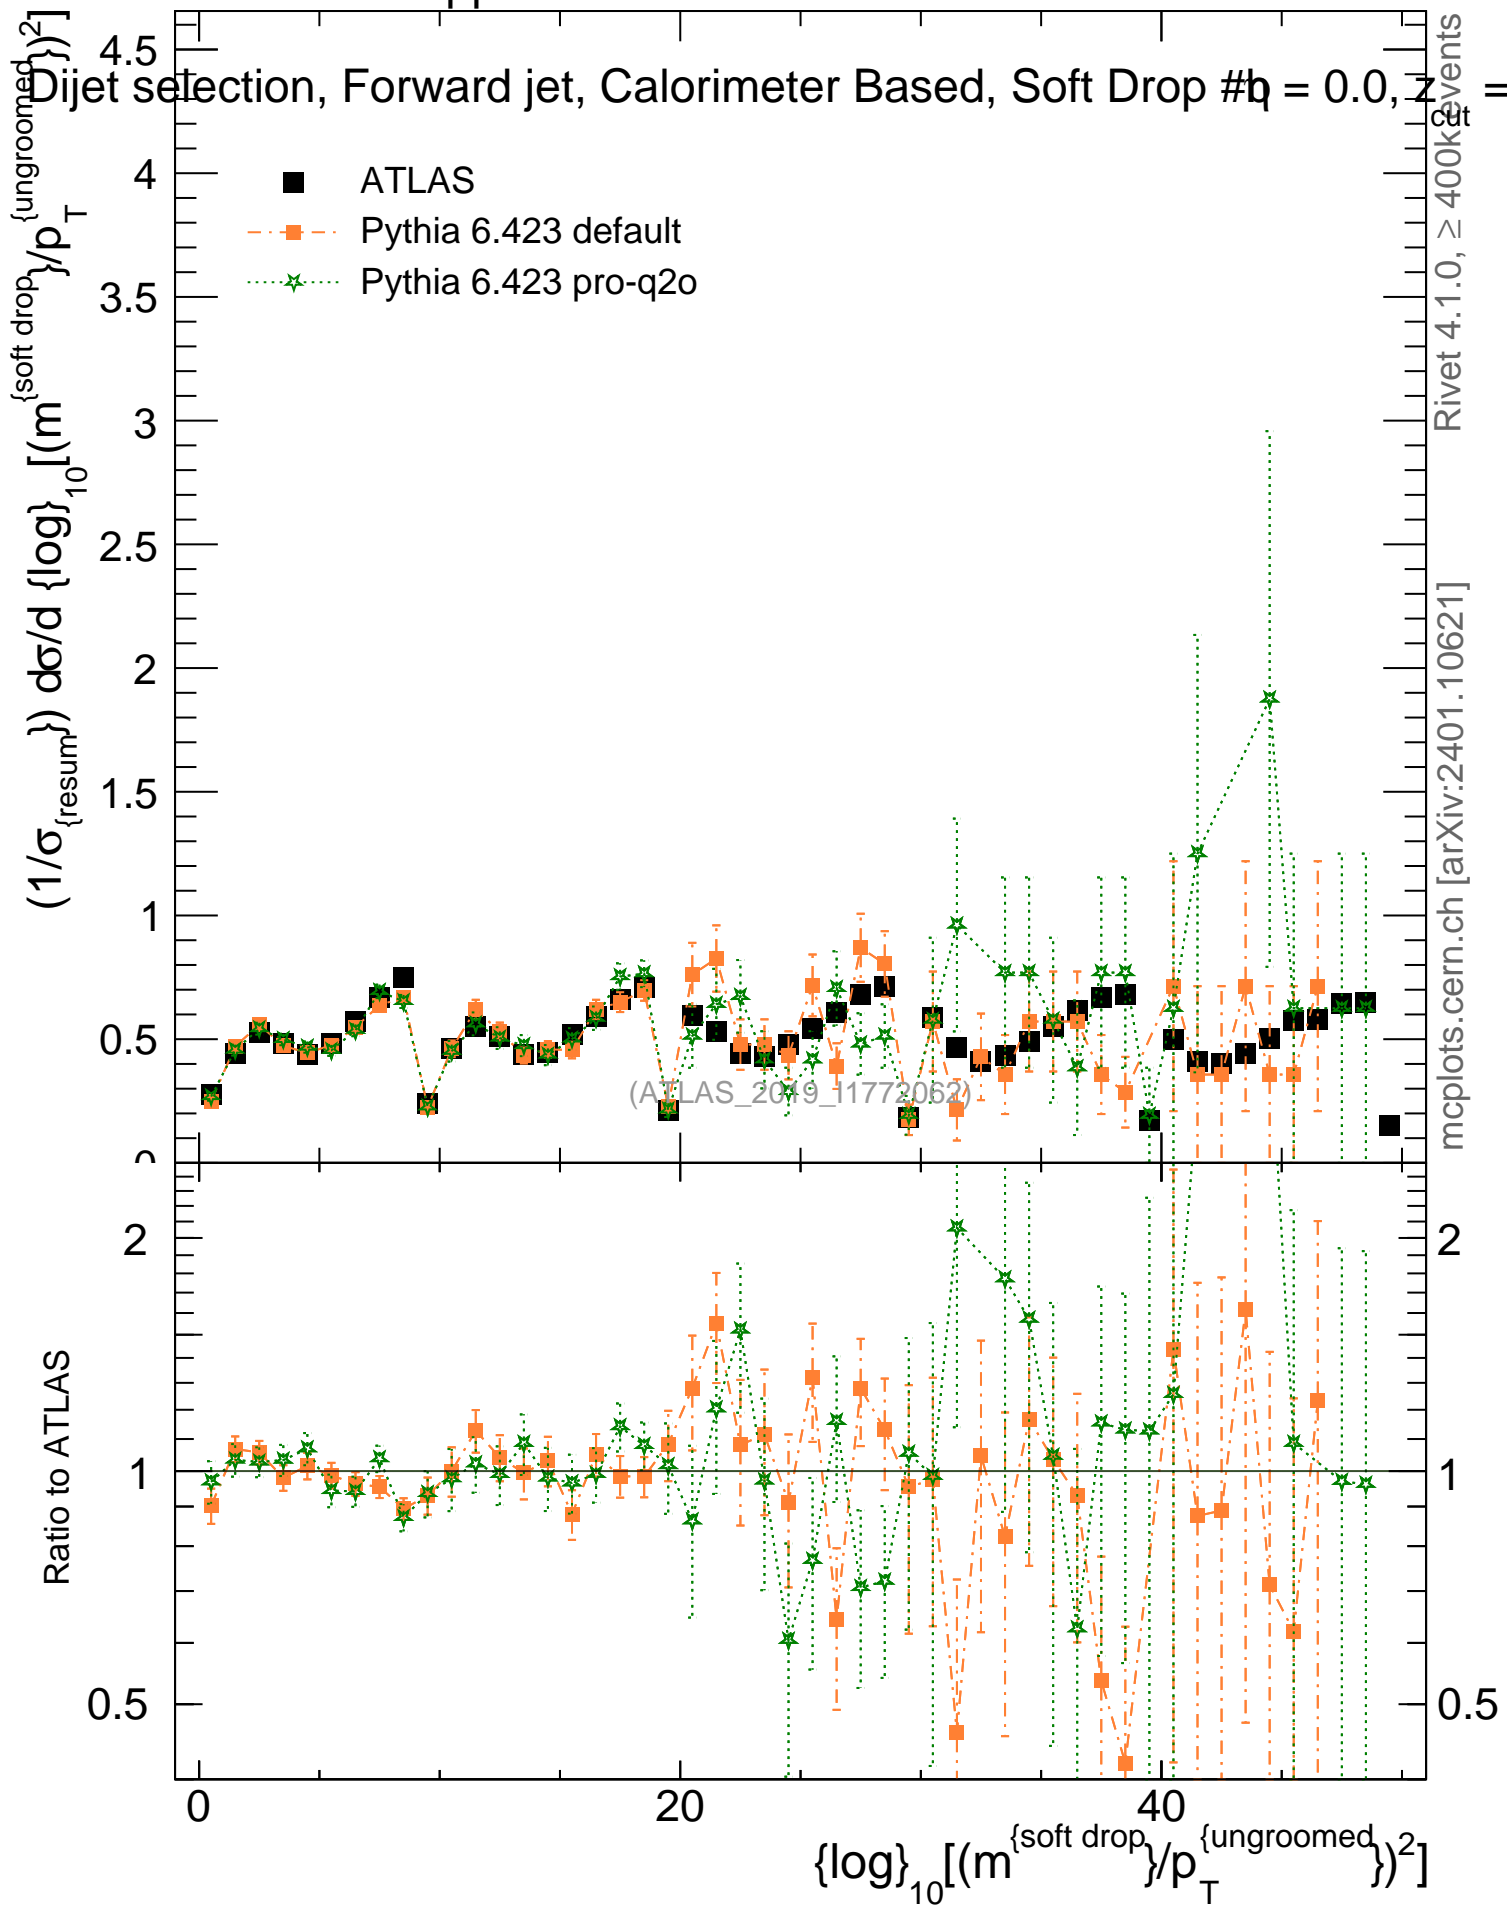 pp
Dijet selection, Forward jet, Calorimeter Based, Soft Drop #b = 0.0, z_cut =
(1/σ_{resum}) dσ/d {log}_10 [(m^{soft drop}/p_T^{ungroomed})^2]
ATLAS
Pythia 6.423 default
Pythia 6.423 pro-q2o
4.5
4
3.5
3
2.5
2
1.5
1
0.5
0
(ATLAS_2019_I1772062)
Rivet 4.1.0, ≥ 400k events
mcplots.cern.ch [arXiv:2401.10621]
Ratio to ATLAS
2
1
0.5
2
1
0.5
0 20 40
{log}_10 [(m^{soft drop}/p_T^{ungroomed})^2]